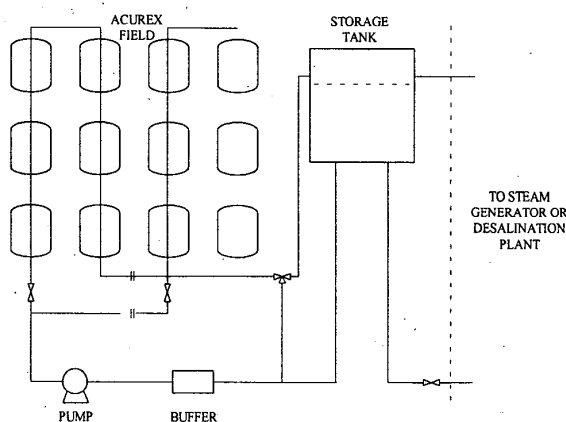 ACUREX
FIELD
STORAGE
TANK
TO STEAM
GENERATOR OR
DESALINATION
PLANT
PUMP
BUFFER